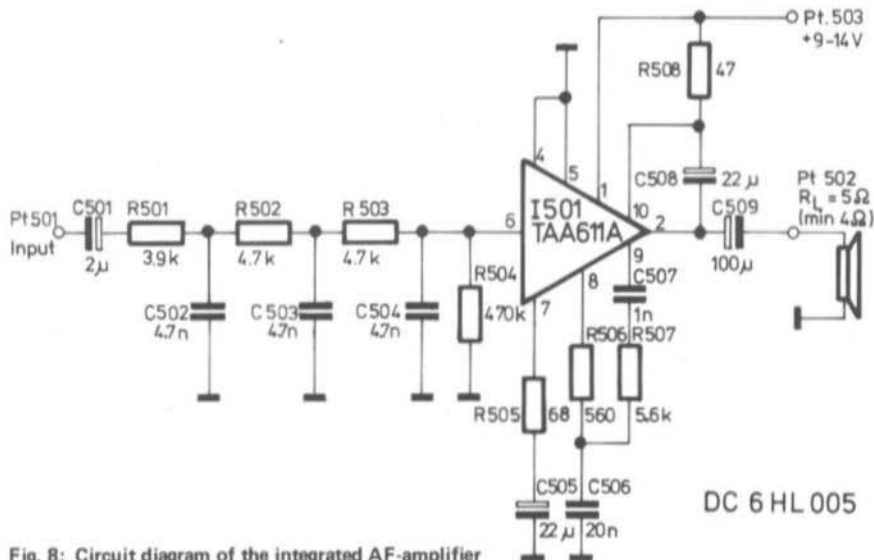 Pt.503
+9-14V
R508
47
4
5
1
C501
R501
R502
R503
Pt501
Input
2µ
3.9k
4.7k
4.7k
6
I501
TAA611A
10
2
9
8
7
C508
22µ
Pt 502
RL = 5Ω
(min 4Ω)
C509
100µ
C507
1n
R504
470k
C502
4.7n
C503
4.7n
C504
4.7n
R506
R507
R505
68
560
5.6k
C505
C506
22µ
20n
DC 6 HL 005
Fig. 8: Circuit diagram of the integrated AF-amplifier